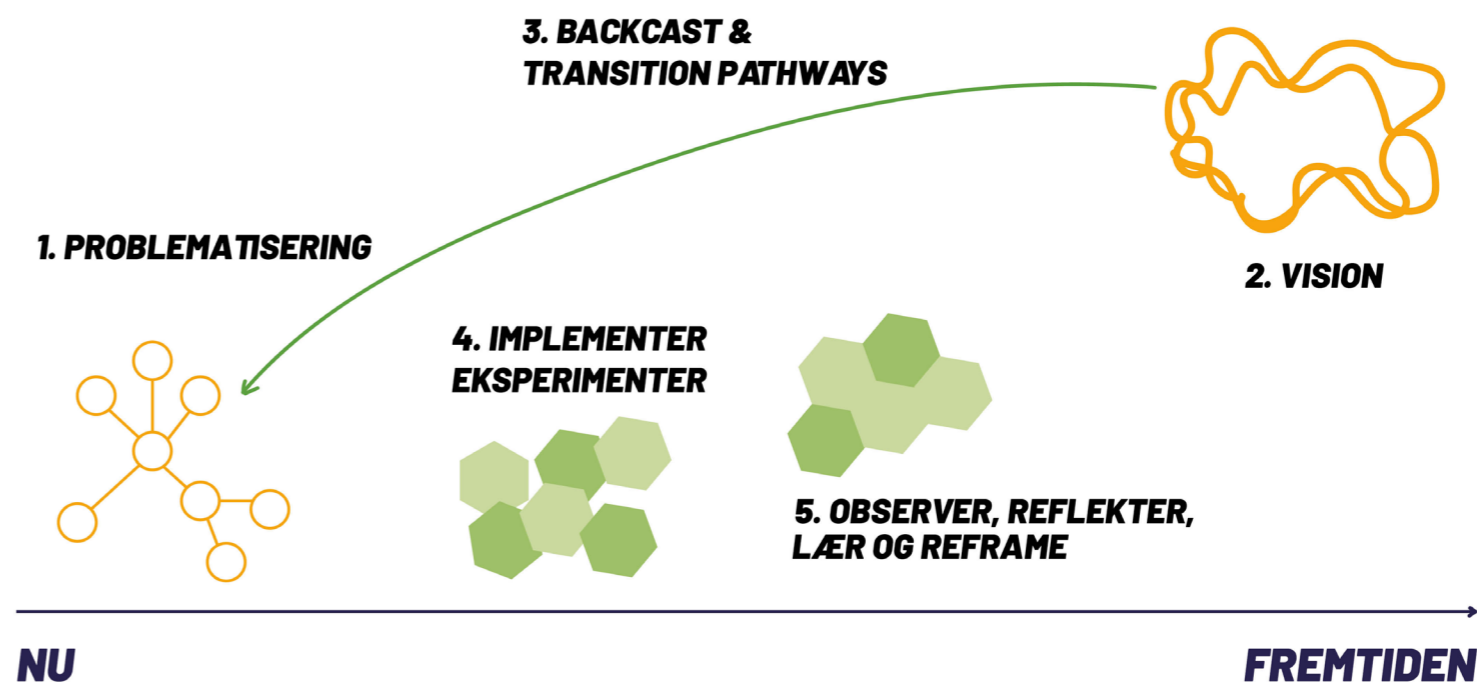 3. BACKCAST &
TRANSITION PATHWAYS
1. PROBLEMATISERING
2. VISION
4. IMPLEMENTER
EKSPERIMENTER
5. OBSERVER, REFLEKTER,
LÆR OG REFRAME
NU
FREMTIDEN